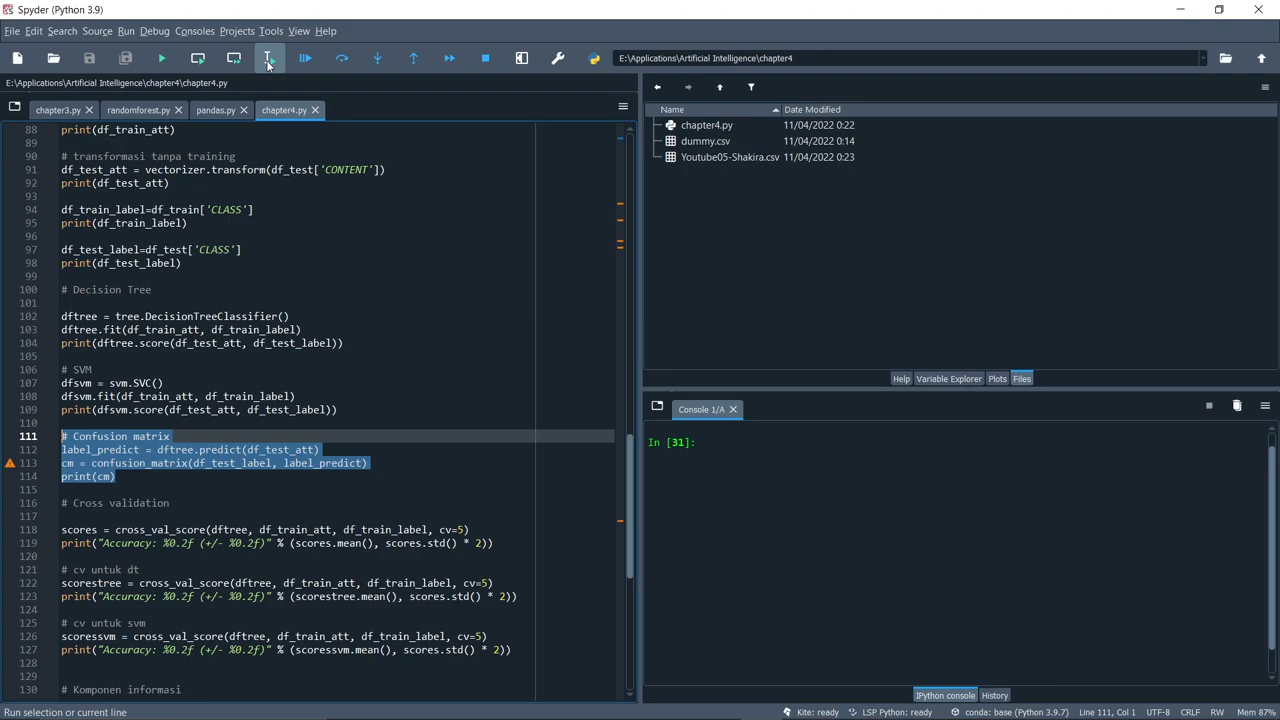 Spyder (Python 3.9)
File Edit Search Source Run Debug Consoles Projects Tools View Help
E:\Applications\Artificial Intelligence\chapter4
E:\Applications\Artificial Intelligence\chapter4\chapter4.py
chapter3.py randomforest.py pandas.py chapter4.py
88 print(df_train_att)
89
90 # transformasi tanpa training
91 df_test_att = vectorizer.transform(df_test['CONTENT'])
92 print(df_test_att)
93
94 df_train_label=df_train['CLASS']
95 print(df_train_label)
96
97 df_test_label=df_test['CLASS']
98 print(df_test_label)
99
100 # Decision Tree
101
102 dftree = tree.DecisionTreeClassifier()
103 dftree.fit(df_train_att, df_train_label)
104 print(dftree.score(df_test_att, df_test_label))
105
106 # SVM
107 dfsvm = svm.SVC()
108 dfsvm.fit(df_train_att, df_train_label)
109 print(dfsvm.score(df_test_att, df_test_label))
110
111 # Confusion matrix
112 label_predict = dftree.predict(df_test_att)
113 cm = confusion_matrix(df_test_label, label_predict)
114 print(cm)
115
116 # Cross validation
117
118 scores = cross_val_score(dftree, df_train_att, df_train_label, cv=5)
119 print("Accuracy: %0.2f (+/- %0.2f)" % (scores.mean(), scores.std() * 2))
120
121 # cv untuk dt
122 scorestree = cross_val_score(dftree, df_train_att, df_train_label, cv=5)
123 print("Accuracy: %0.2f (+/- %0.2f)" % (scorestree.mean(), scores.std() * 2))
124
125 # cv untuk svm
126 scoressvm = cross_val_score(dftree, df_train_att, df_train_label, cv=5)
127 print("Accuracy: %0.2f (+/- %0.2f)" % (scoressvm.mean(), scores.std() * 2))
128
129
130 # Komponen informasi
Name Date Modified
chapter4.py 11/04/2022 0:22
dummy.csv 11/04/2022 0:14
Youtube05-Shakira.csv 11/04/2022 0:23
Help Variable Explorer Plots Files
Console 1/A
In [31]:
IPython console History
Run selection or current line
Kite: ready LSP Python: ready conda: base (Python 3.9.7) Line 111, Col 1 UTF-8 CRLF RW Mem 87%